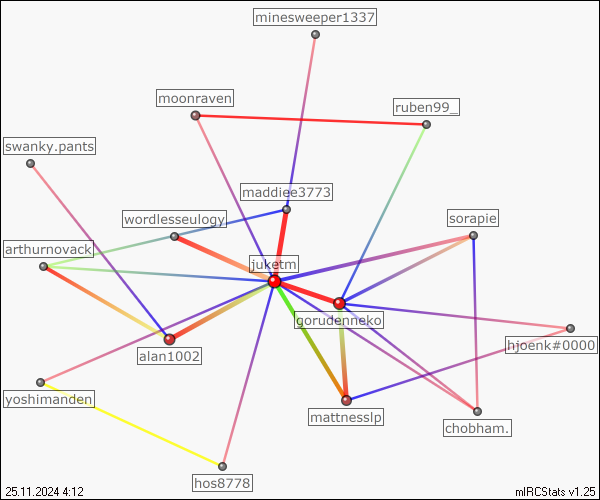 minesweeper1337
moonraven
ruben99_
swanky.pants
maddiee3773
wordlesseulogy
sorapie
arthurnovack
juketm
gorudenneko
hjoenk#0000
alan1002
yoshimanden
mattnesslp
chobham.
hos8778
25.11.2024 4:12
mIRCStats v1.25